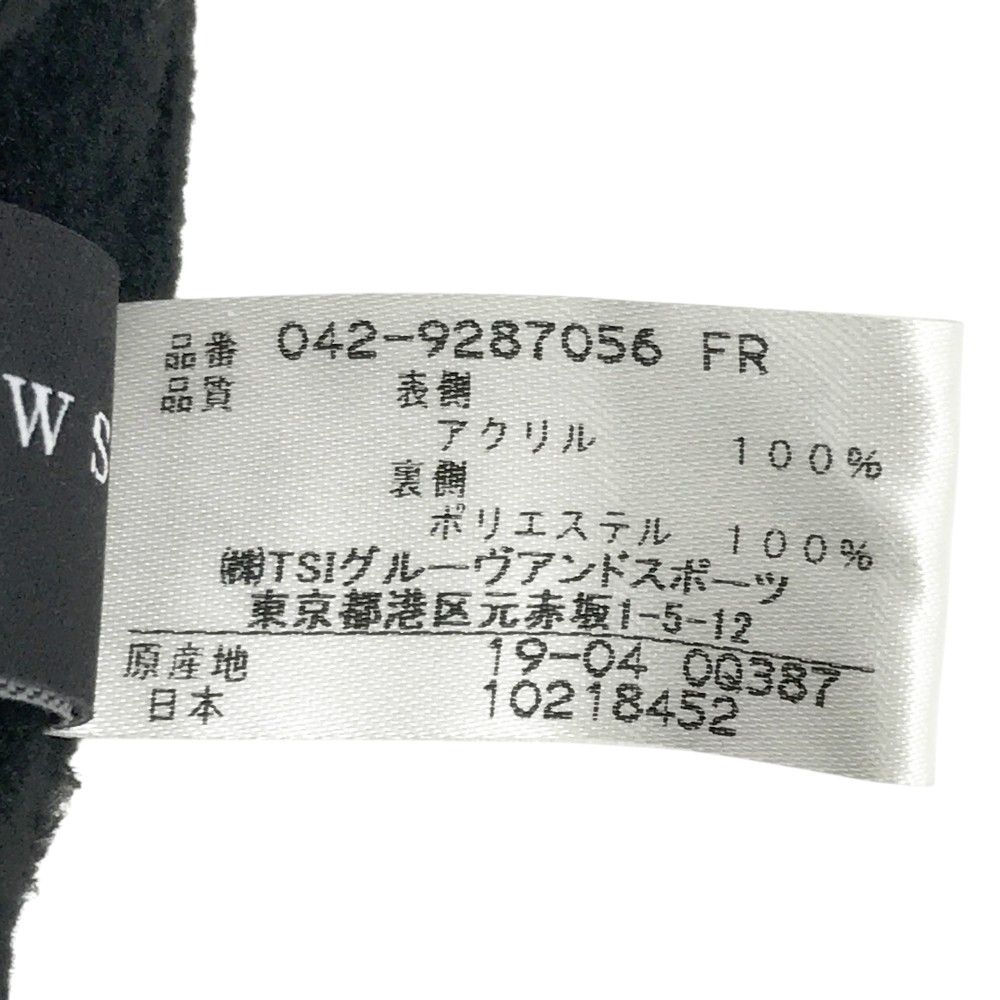 W S
品番 042-9287056 FR
品質 表側
アクリル 100%
裏側
ポリエステル 100%
㈱TSIグルーヴアンドスポーツ
東京都港区元赤坂1-5-12
原産地 19-04 0Q387
日本 10218452